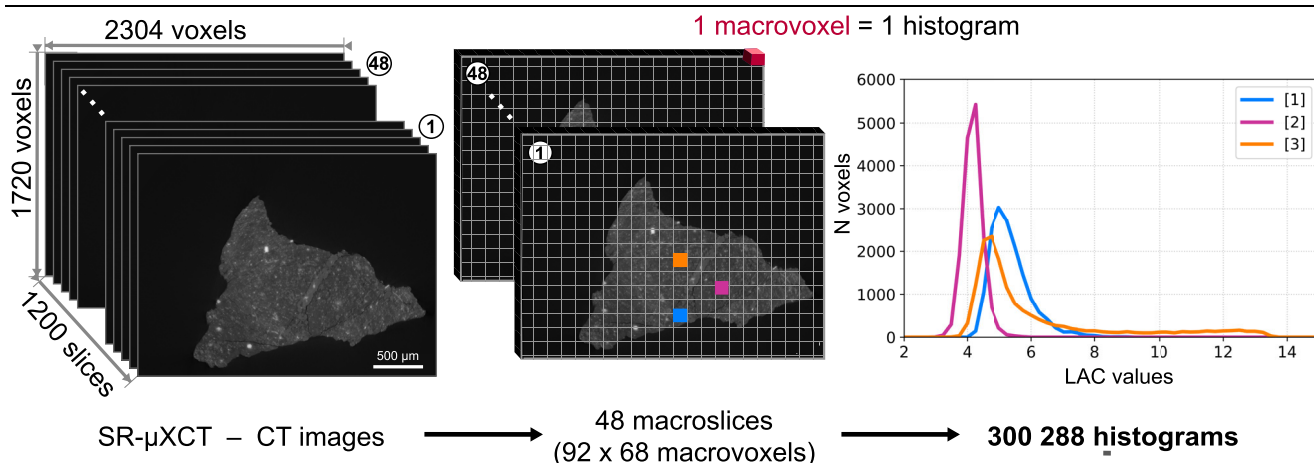 2304 voxels
1720 voxels
1200 slices
48
1
500 µm
SR-µXCT – CT images
1 macrovoxel = 1 histogram
48
1
48 macroslices
(92 x 68 macrovoxels)
N voxels
6000
5000
4000
3000
2000
1000
0
2 4 6 8 10 12 14
LAC values
[1]
[2]
[3]
300 288 histograms